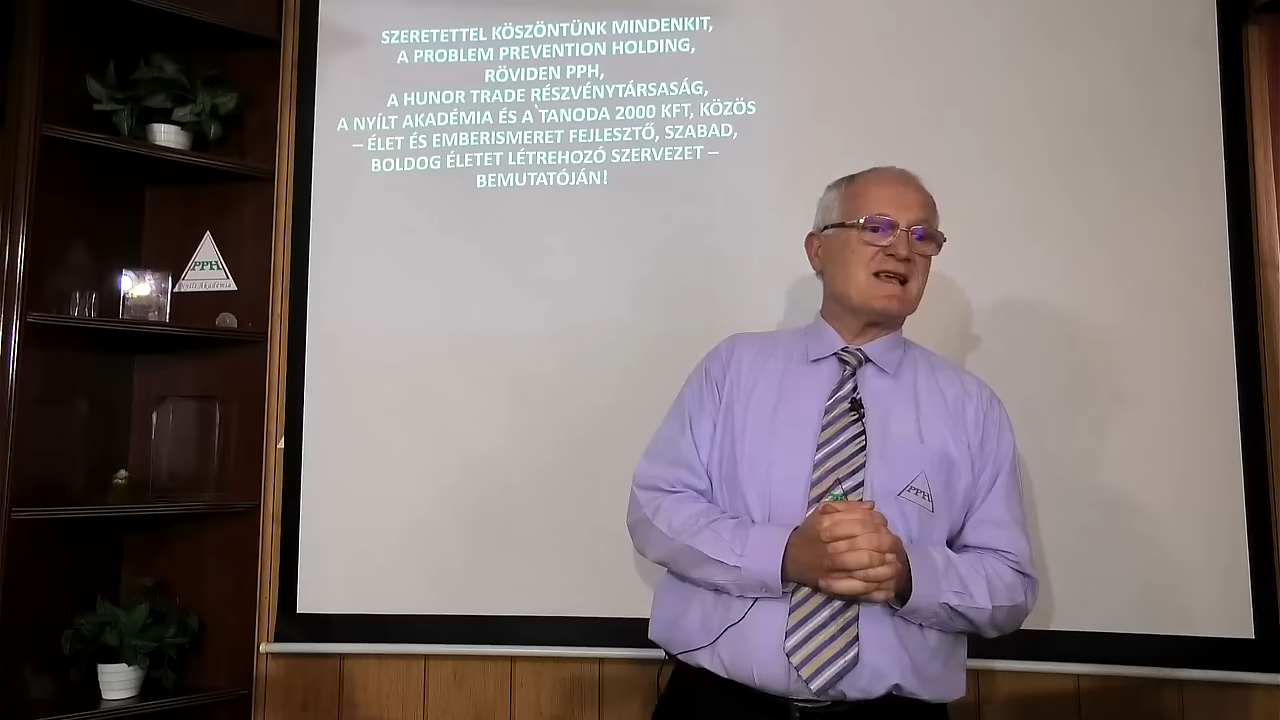 SZERETETTEL KÖSZÖNTÜNK MINDENKIT,
A PROBLEM PREVENTION HOLDING,
RÖVIDEN PPH,
A HUNOR TRADE RÉSZVÉNYTÁRSASÁG,
A NYÍLT AKADÉMIA ÉS A`TANODA 2000 KFT, KÖZÖS
– ÉLET ÉS EMBERISMERET FEJLESZTŐ, SZABAD,
BOLDOG ÉLETET LÉTREHOZÓ SZERVEZET –
BEMUTATÓJÁN!
PPH
Nyílt Akadémia
PPH